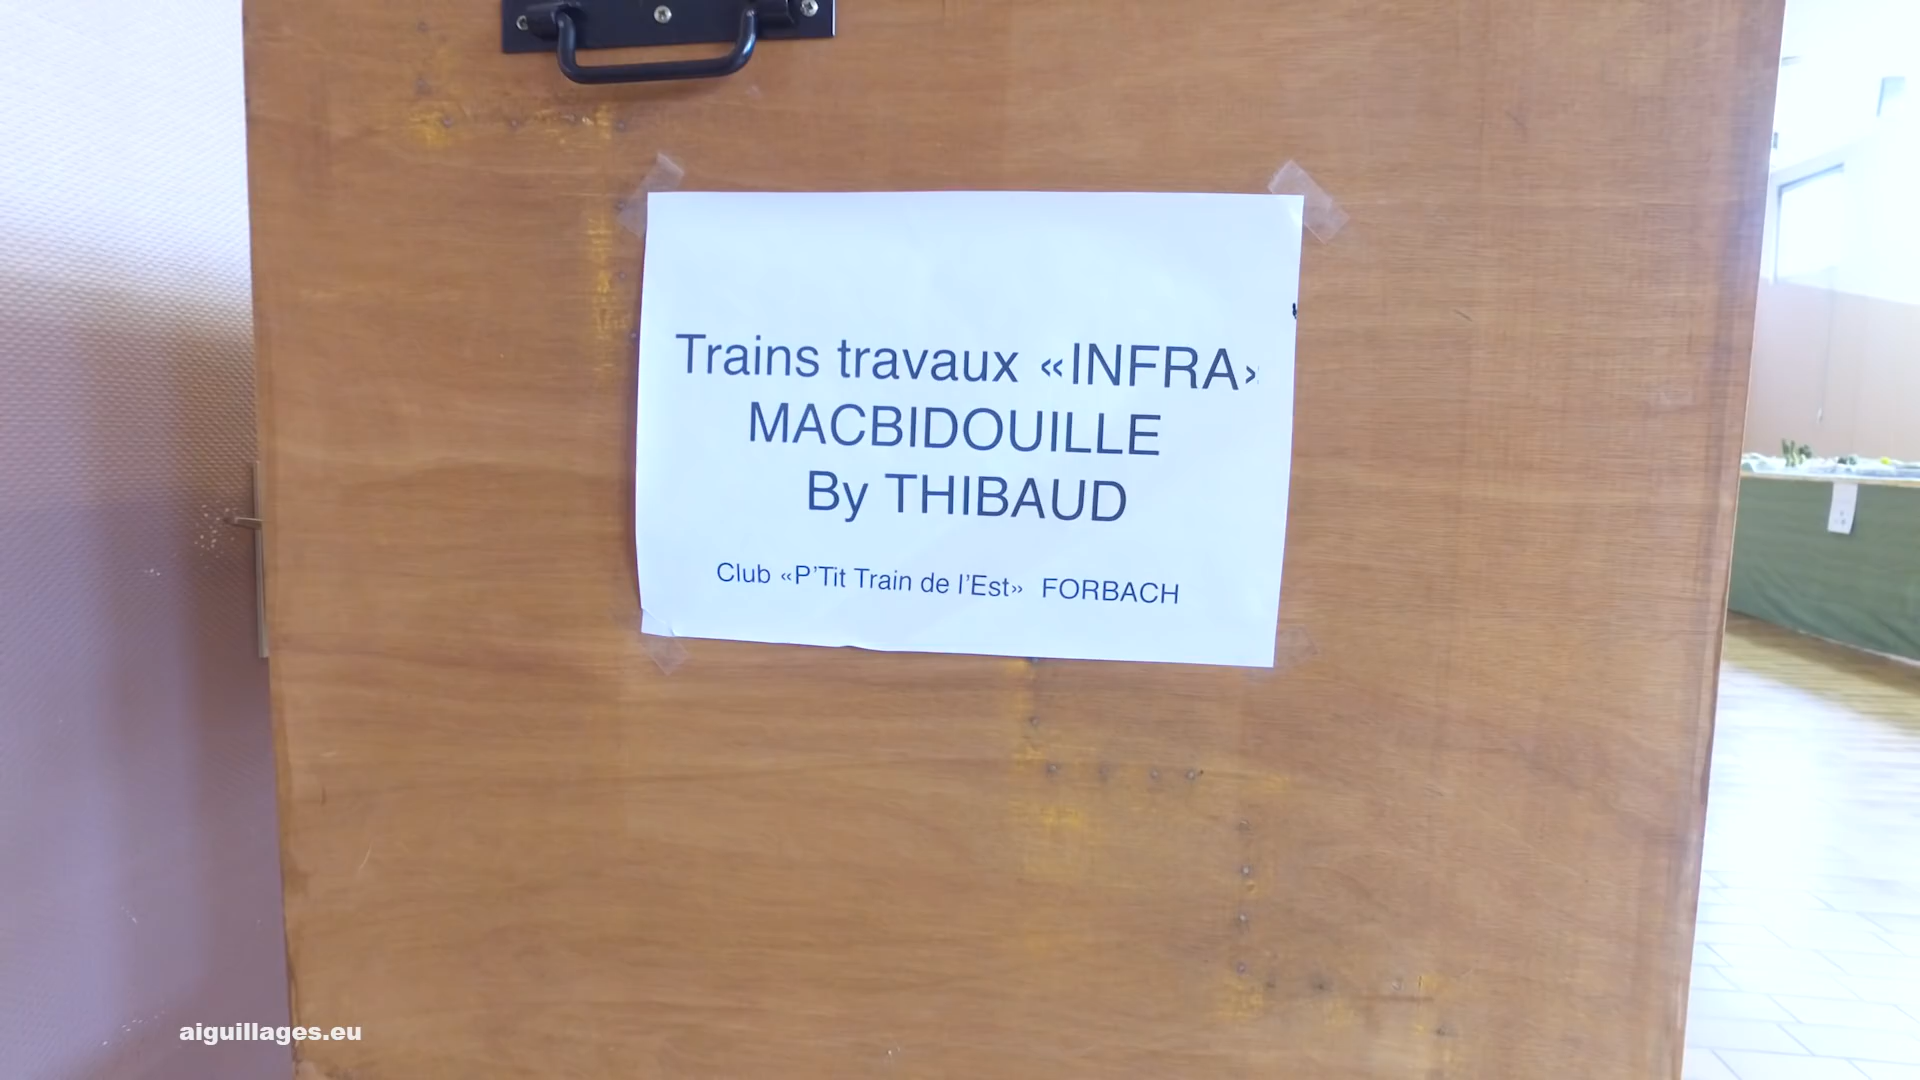 Trains travaux «INFRA»
MACBIDOUILLE
By THIBAUD
Club «P'Tit Train de l'Est» FORBACH
aiguillages.eu